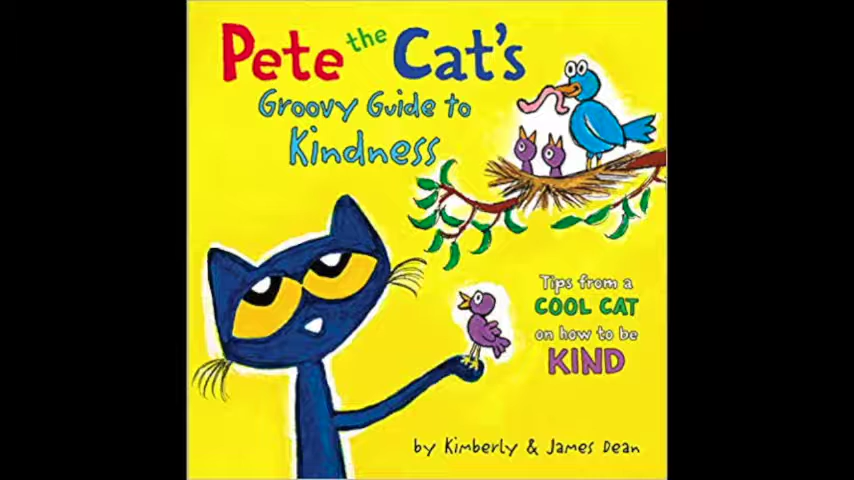 Pete the Cat's
Groovy Guide to
Kindness
Tips from a
COOL CAT
on how to be
KIND
by Kimberly & James Dean